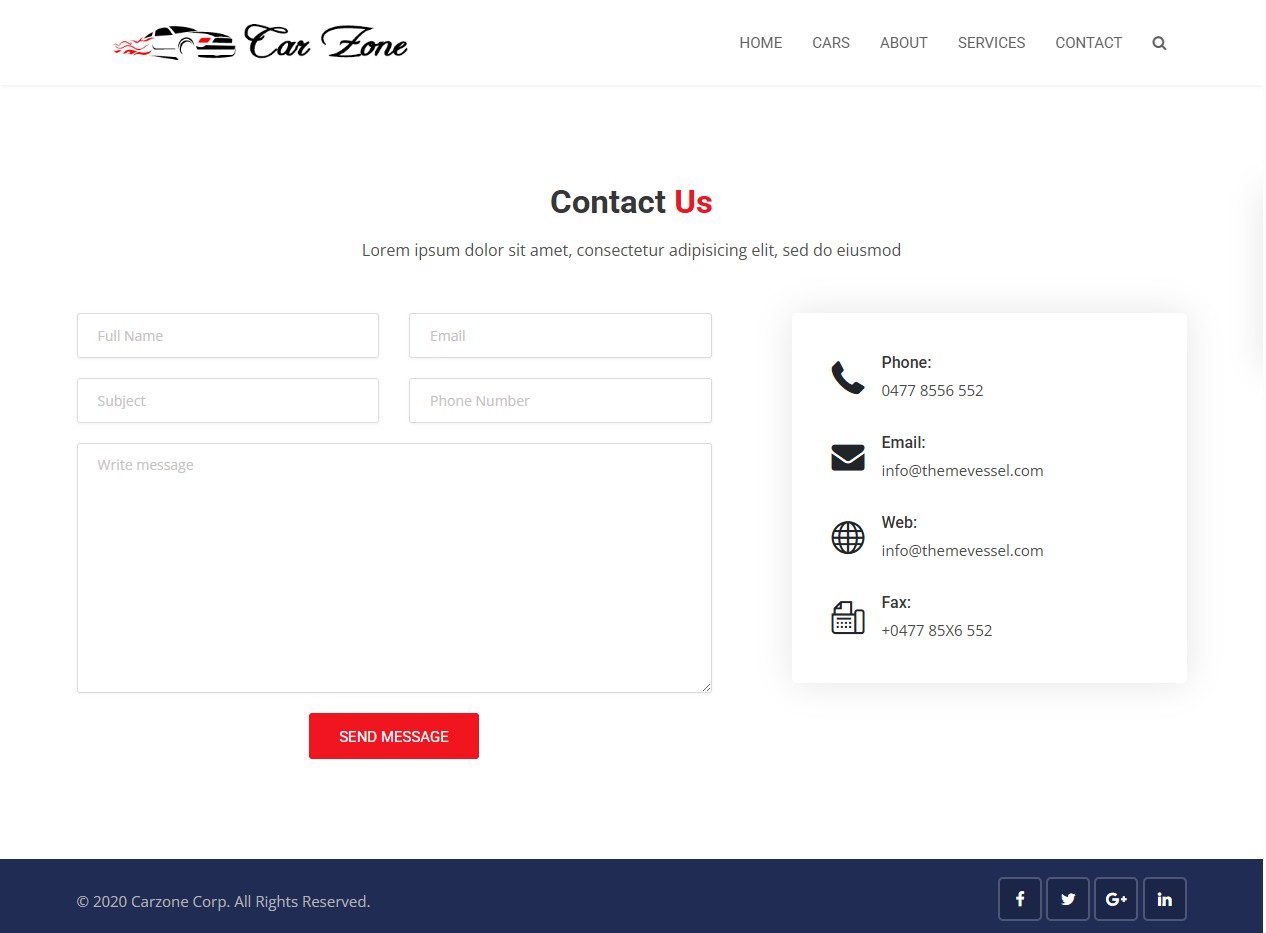 Car Zone
HOME CARS ABOUT SERVICES CONTACT
Contact Us
Lorem ipsum dolor sit amet, consectetur adipisicing elit, sed do eiusmod
Full Name
Email
Subject
Phone Number
Write message
SEND MESSAGE
Phone:
0477 8556 552
Email:
info@themevessel.com
Web:
info@themevessel.com
Fax:
+0477 85X6 552
© 2020 Carzone Corp. All Rights Reserved.
f
G+
in